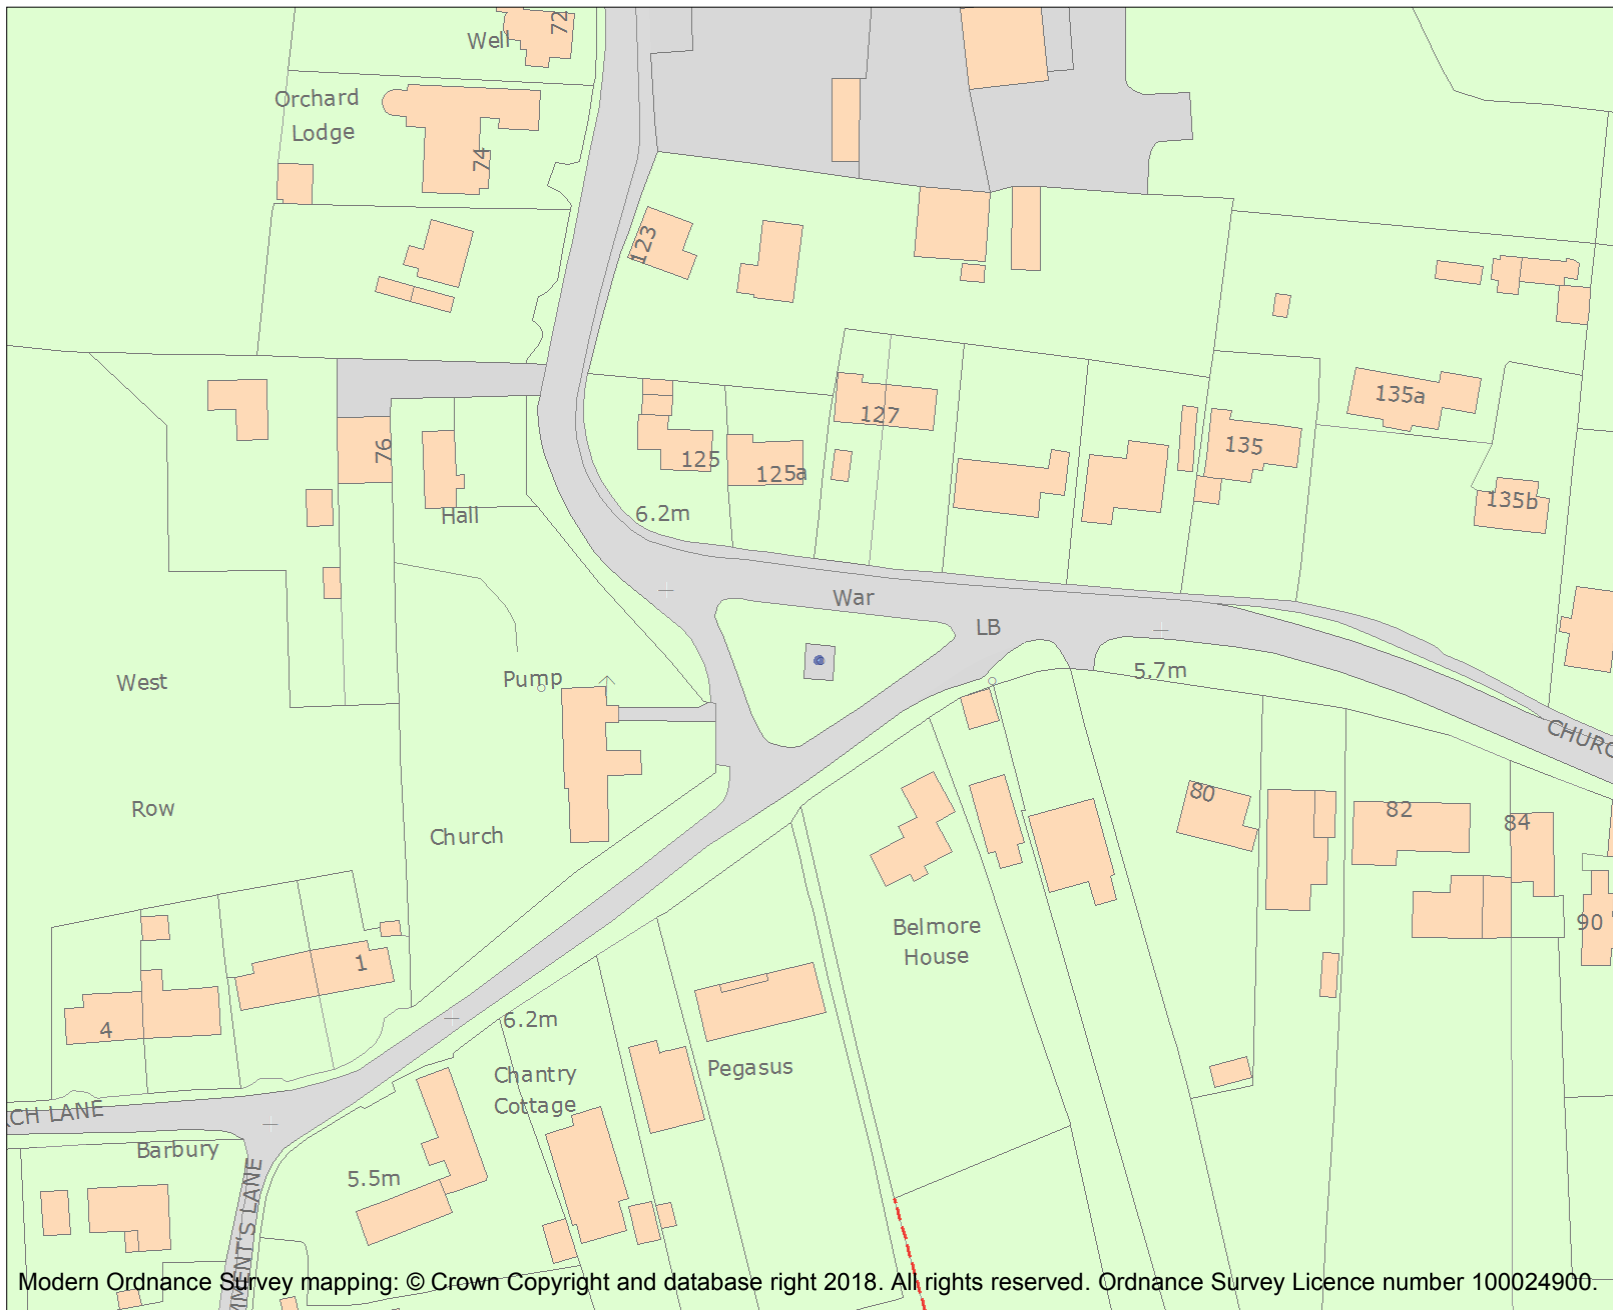 72
Well
Orchard
Lodge
74
123
135a
127
76
125
135
125a
135b
Hall
6.2m
War
LB
5.7m
West
Pump
CHURC
80
Row
82
Church
84
Belmore
House
90
1
4
6.2m
Pegasus
Chantry
Cottage
RCH LANE
Barbury
5.5m
MMENT'S LANE
Modern Ordnance Survey mapping: © Crown Copyright and database right 2018. All rights reserved. Ordnance Survey Licence number 100024900.